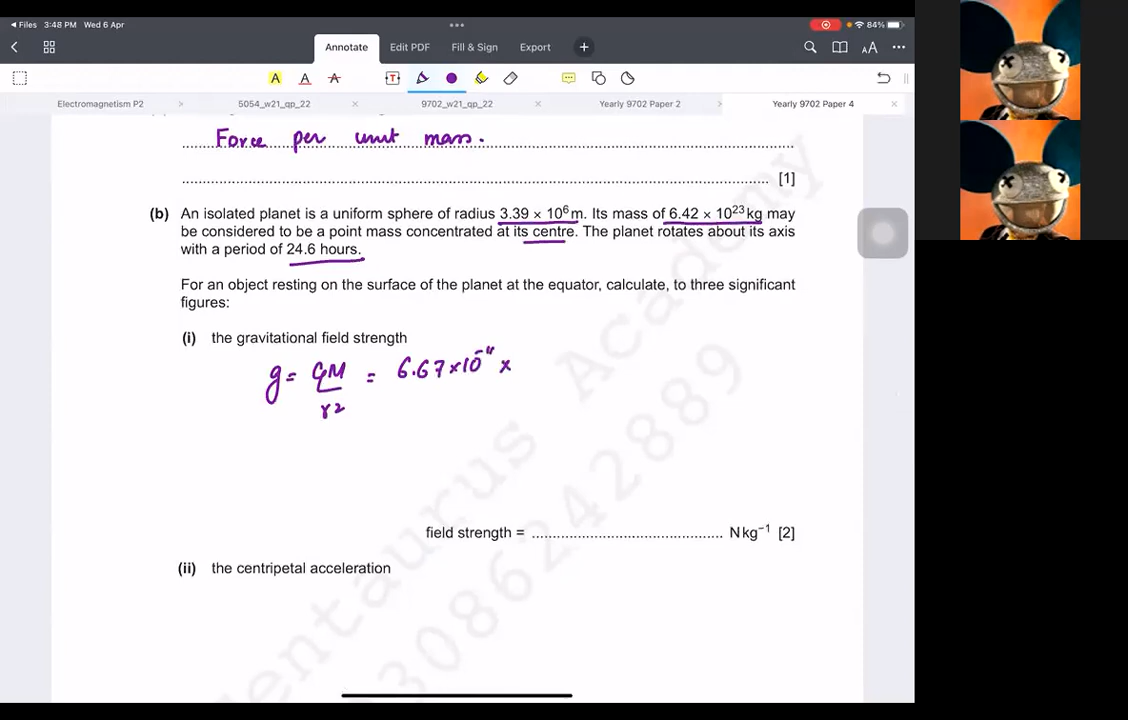 Files 3:48 PM Wed 6 Apr 84%
Annotate Edit PDF Fill & Sign Export
Electromagnetism P2 5054_w21_qp_22 9702_w21_qp_22 Yearly 9702 Paper 2 Yearly 9702 Paper 4
Force per unit mass.
[1]
(b) An isolated planet is a uniform sphere of radius 3.39 × 10⁶ m. Its mass of 6.42 × 10²³ kg may
be considered to be a point mass concentrated at its centre. The planet rotates about its axis
with a period of 24.6 hours.
For an object resting on the surface of the planet at the equator, calculate, to three significant
figures:
(i) the gravitational field strength
g = GM/r2 = 6.67×10⁻¹¹ ×
field strength = ............................................. N kg⁻¹ [2]
(ii) the centripetal acceleration
entaurus Academy
03086242889